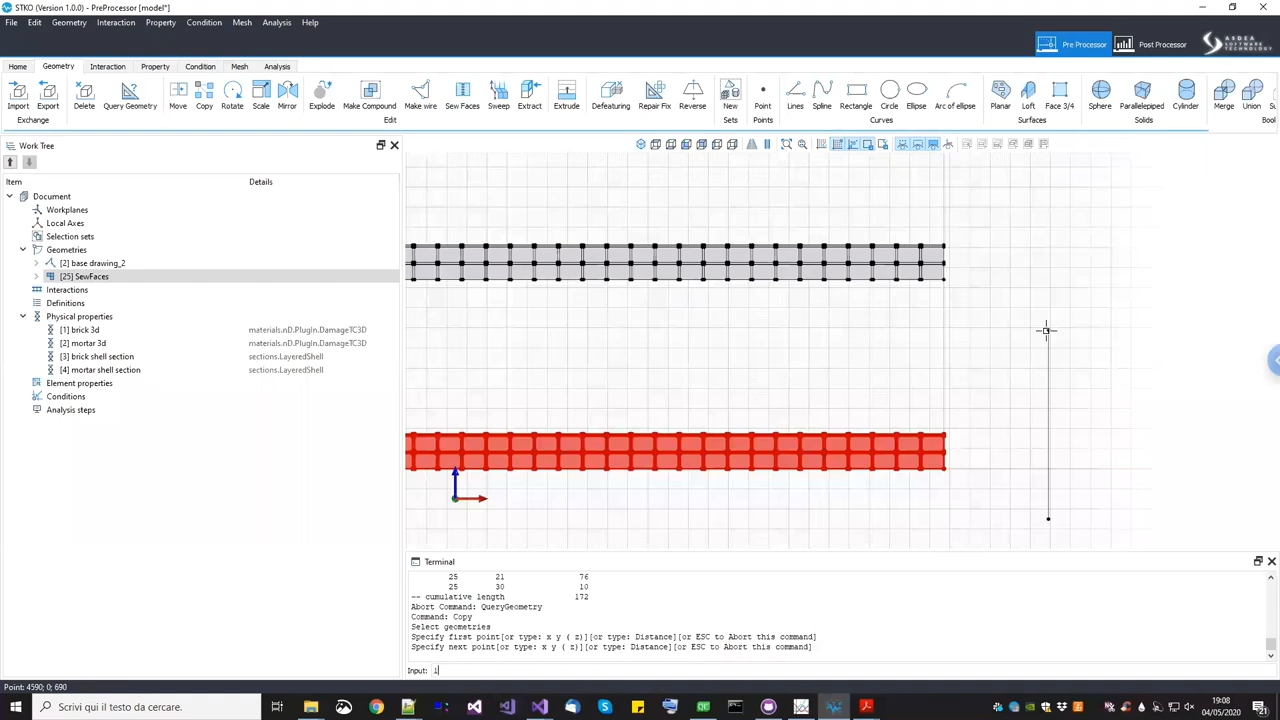 STKO (Version 1.0.0) - PreProcessor [model*]
File Edit Geometry Interaction Property Condition Mesh Analysis Help
Pre Processor Post Processor ASDEA SOFTWARE TECHNOLOGY
Home Geometry Interaction Property Condition Mesh Analysis
Import Export Delete Query Geometry Move Copy Rotate Scale Mirror Explode Make Compound Make wire Sew Faces Sweep Extract Extrude Defeaturing Repair Fix Reverse New Point Lines Spline Rectangle Circle Ellipse Arc of ellipse Planar Loft Face 3/4 Sphere Parallelepiped Cylinder Merge Union
Exchange Edit Sets Points Curves Surfaces Solids
Work Tree
Item Details
Document
Workplanes
Local Axes
Selection sets
Geometries
[2] base drawing_2
[25] SewFaces
Interactions
Definitions
Physical properties
[1] brick 3d materials.nD.PlugIn.DamageTC3D
[2] mortar 3d materials.nD.PlugIn.DamageTC3D
[3] brick shell section sections.LayeredShell
[4] mortar shell section sections.LayeredShell
Element properties
Conditions
Analysis steps
Terminal
25 21 76
25 30 10
-- cumulative length 172
Abort Command: QueryGeometry
Command: Copy
Select geometries
Specify first point[or type: x y ( z)][or type: Distance][or ESC to Abort this command]
Specify next point[or type: x y ( z)][or type: Distance][or ESC to Abort this command]
Input: 1
Point: 4590; 0; 690
Scrivi qui il testo da cercare.
19:08
04/05/2020